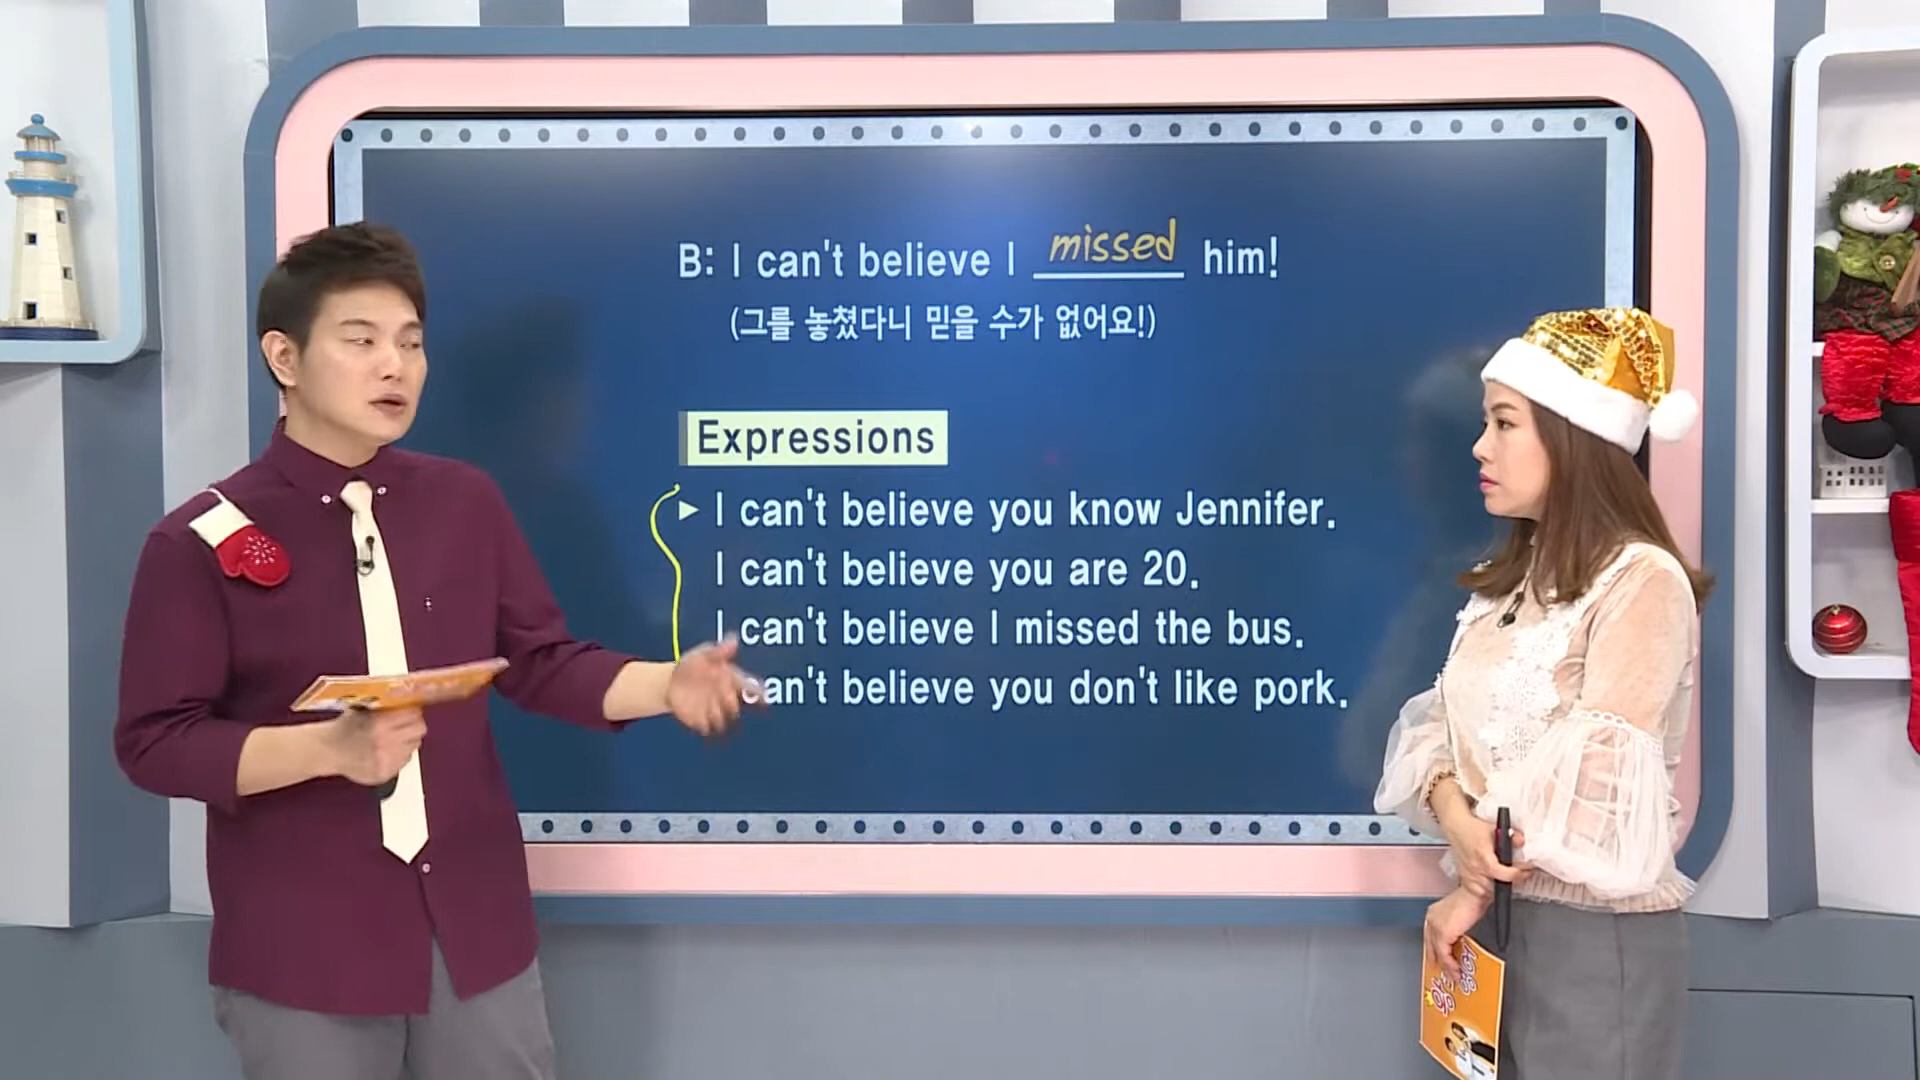 B: I can't believe I missed him!
(그를 놓쳤다니 믿을 수가 없어요!)
Expressions
▶ I can't believe you know Jennifer.
I can't believe you are 20.
I can't believe I missed the bus.
can't believe you don't like pork.